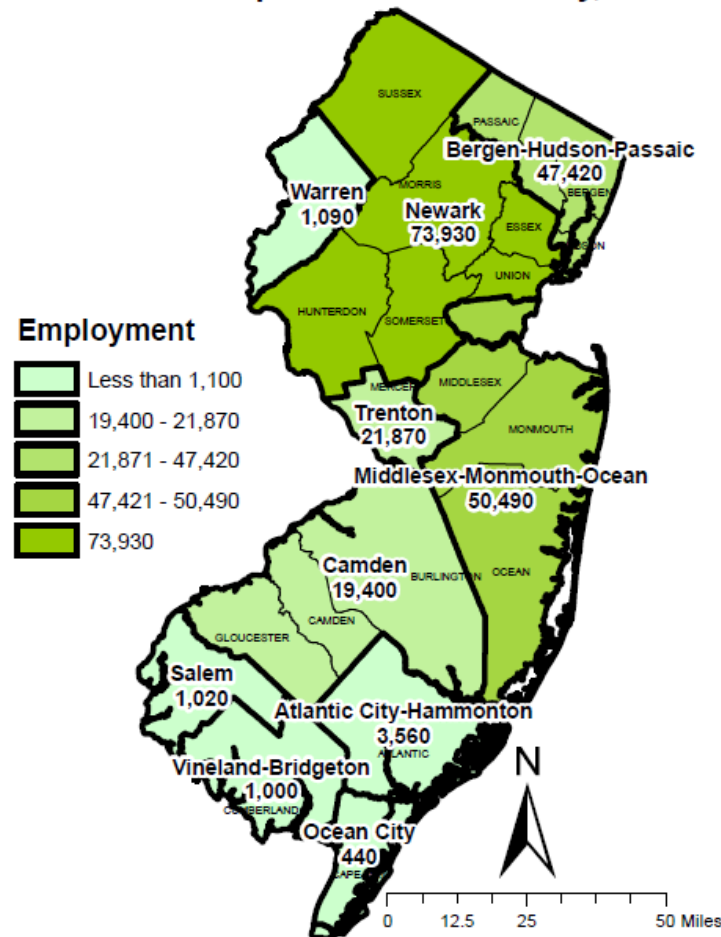 SUSSEX
PASSAIC
Bergen-Hudson-Passaic
47,420
BERGEN
Warren
1,090
MORRIS
Newark
73,930
ESSEX
UNION
HUNTERDON
SOMERSET
Employment
Less than 1,100
19,400 - 21,870
21,871 - 47,420
47,421 - 50,490
73,930
MIDDLESEX
Trenton
21,870
MONMOUTH
Middlesex-Monmouth-Ocean
50,490
Camden
19,400
BURLINGTON
OCEAN
CAMDEN
GLOUCESTER
Salem
1,020
Atlantic City-Hammonton
3,560
ATLANTIC
Vineland-Bridgeton
1,000
CUMBERLAND
Ocean City
440
CAPE
N
0 12.5 25 50 Miles